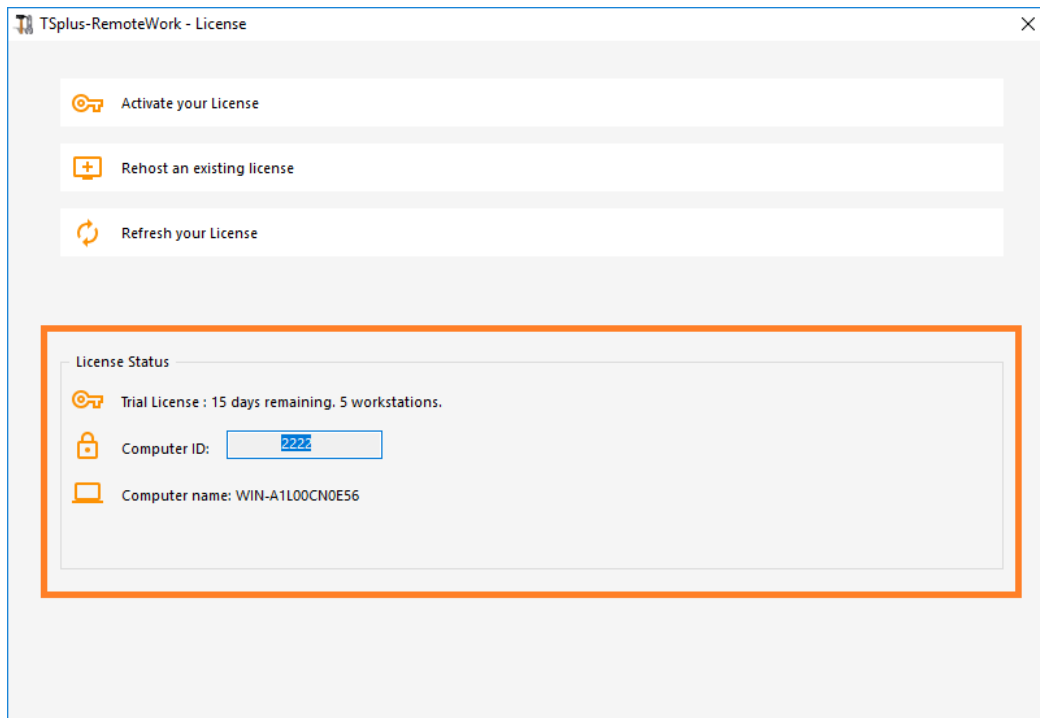 TSplus-RemoteWork - License
Activate your License
Rehost an existing license
Refresh your License
License Status
Trial License : 15 days remaining. 5 workstations.
Computer ID: 2222
Computer name: WIN-A1L00CN0E56